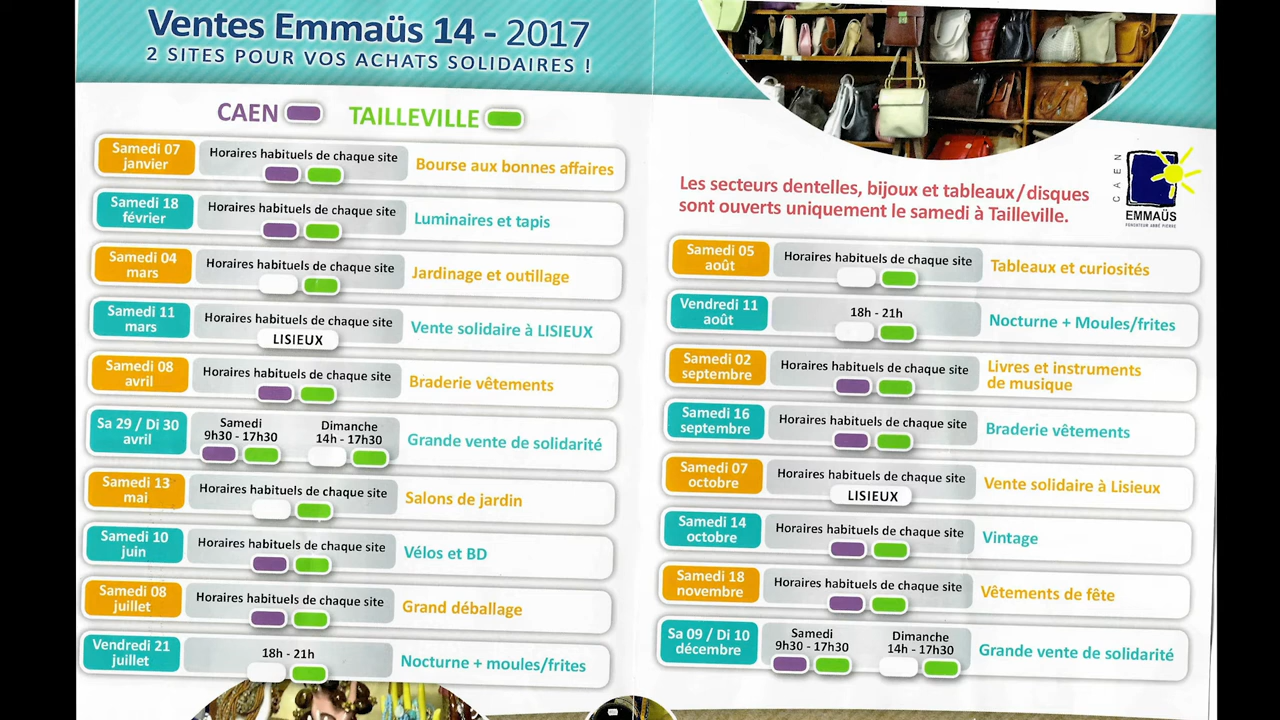 Ventes Emmaüs 14 - 2017
2 SITES POUR VOS ACHATS SOLIDAIRES !
CAEN
TAILLEVILLE
Samedi 07
janvier
Horaires habituels de chaque site
Bourse aux bonnes affaires
Samedi 18
février
Horaires habituels de chaque site
Luminaires et tapis
Samedi 04
mars
Horaires habituels de chaque site
Jardinage et outillage
Samedi 11
mars
Horaires habituels de chaque site
LISIEUX
Vente solidaire à LISIEUX
Samedi 08
avril
Horaires habituels de chaque site
Braderie vêtements
Sa 29 / Di 30
avril
Samedi
9h30 - 17h30
Dimanche
14h - 17h30
Grande vente de solidarité
Samedi 13
mai
Horaires habituels de chaque site
Salons de jardin
Samedi 10
juin
Horaires habituels de chaque site
Vélos et BD
Samedi 08
juillet
Horaires habituels de chaque site
Grand déballage
Vendredi 21
juillet
18h - 21h
Nocturne + moules/frites
Les secteurs dentelles, bijoux et tableaux/disques
sont ouverts uniquement le samedi à Tailleville.
CAEN
EMMAÜS
FONDATEUR ABBÉ PIERRE
Samedi 05
août
Horaires habituels de chaque site
Tableaux et curiosités
Vendredi 11
août
18h - 21h
Nocturne + Moules/frites
Samedi 02
septembre
Horaires habituels de chaque site
Livres et instruments
de musique
Samedi 16
septembre
Horaires habituels de chaque site
Braderie vêtements
Samedi 07
octobre
Horaires habituels de chaque site
LISIEUX
Vente solidaire à Lisieux
Samedi 14
octobre
Horaires habituels de chaque site
Vintage
Samedi 18
novembre
Horaires habituels de chaque site
Vêtements de fête
Sa 09 / Di 10
décembre
Samedi
9h30 - 17h30
Dimanche
14h - 17h30
Grande vente de solidarité